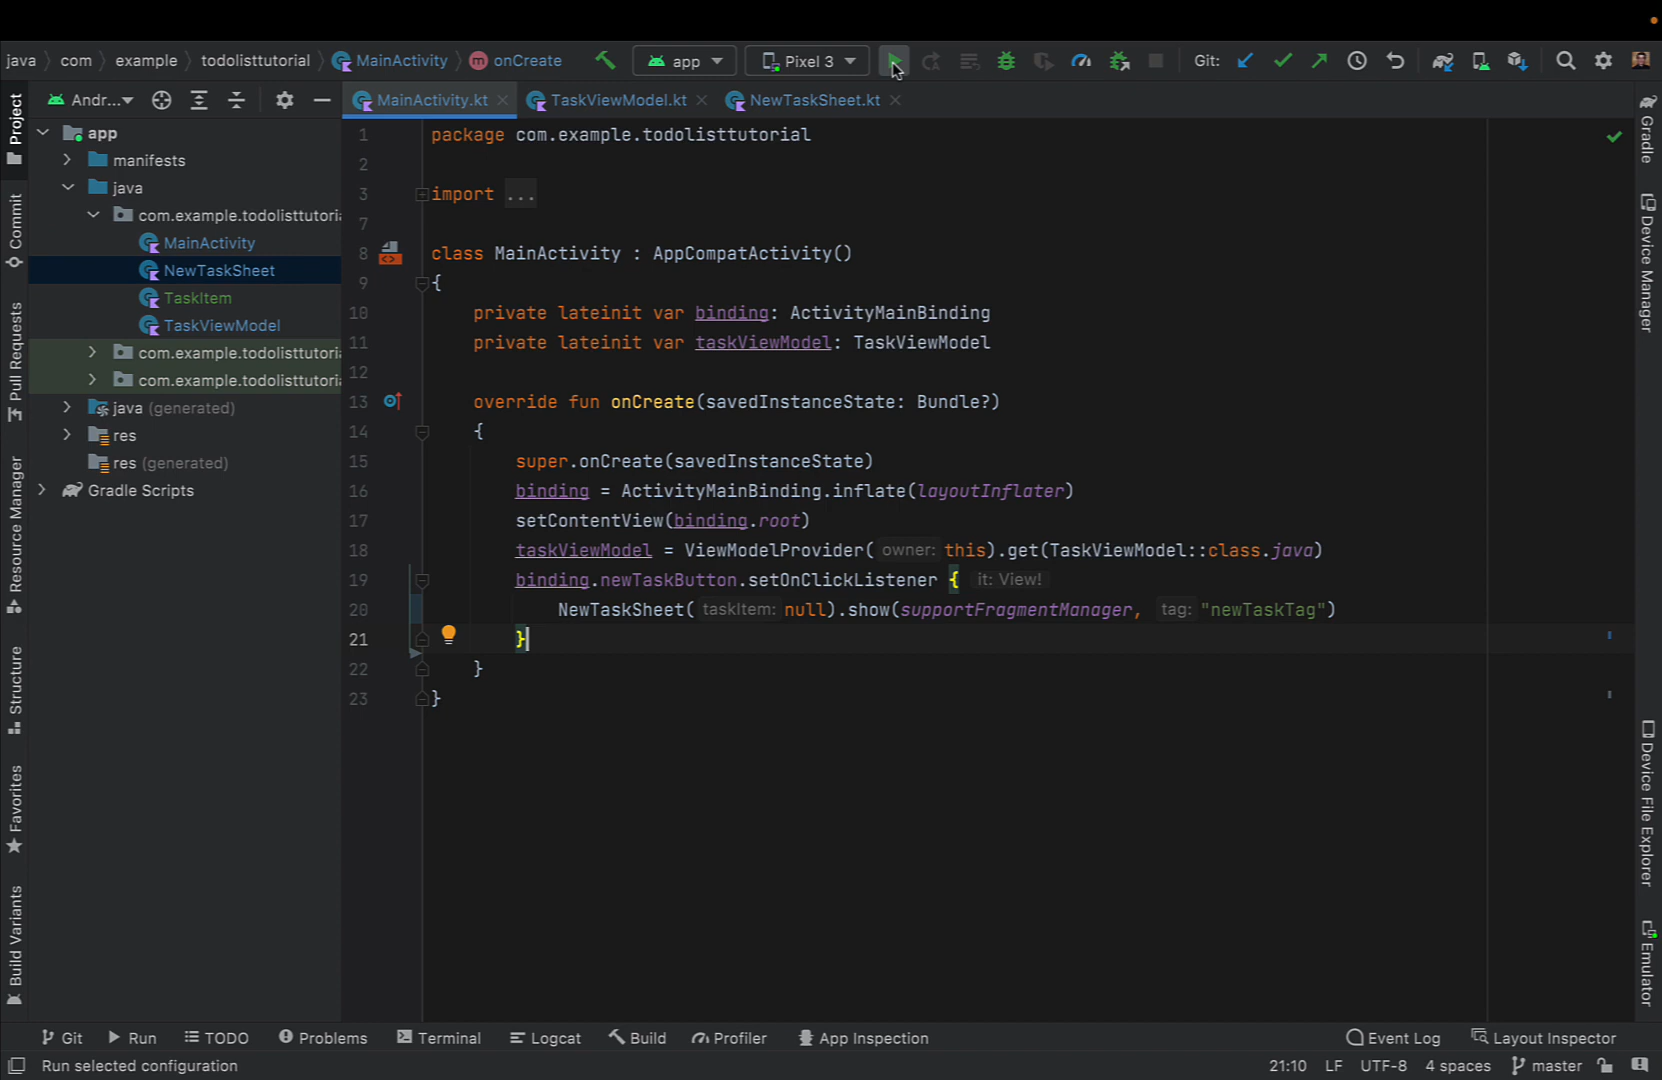 java com example todolisttutorial MainActivity onCreate app Pixel 3 Git:
Project
Commit
Pull Requests
Resource Manager
Structure
Favorites
Build Variants
Andr...
app
manifests
java
com.example.todolisttutoria
MainActivity
NewTaskSheet
TaskItem
TaskViewModel
com.example.todolisttutoria
com.example.todolisttutoria
java (generated)
res
res (generated)
Gradle Scripts
MainActivity.kt TaskViewModel.kt NewTaskSheet.kt
1 package com.example.todolisttutorial
2
3 import ...
7
8 class MainActivity : AppCompatActivity()
9 {
10 private lateinit var binding: ActivityMainBinding
11 private lateinit var taskViewModel: TaskViewModel
12
13 override fun onCreate(savedInstanceState: Bundle?)
14 {
15 super.onCreate(savedInstanceState)
16 binding = ActivityMainBinding.inflate(layoutInflater)
17 setContentView(binding.root)
18 taskViewModel = ViewModelProvider( owner: this).get(TaskViewModel::class.java)
19 binding.newTaskButton.setOnClickListener { it: View!
20 NewTaskSheet( taskItem: null).show(supportFragmentManager, tag: "newTaskTag")
21 }
22 }
23 }
Gradle
Device Manager
Device File Explorer
Emulator
Git Run TODO Problems Terminal Logcat Build Profiler App Inspection Event Log Layout Inspector
Run selected configuration 21:10 LF UTF-8 4 spaces master